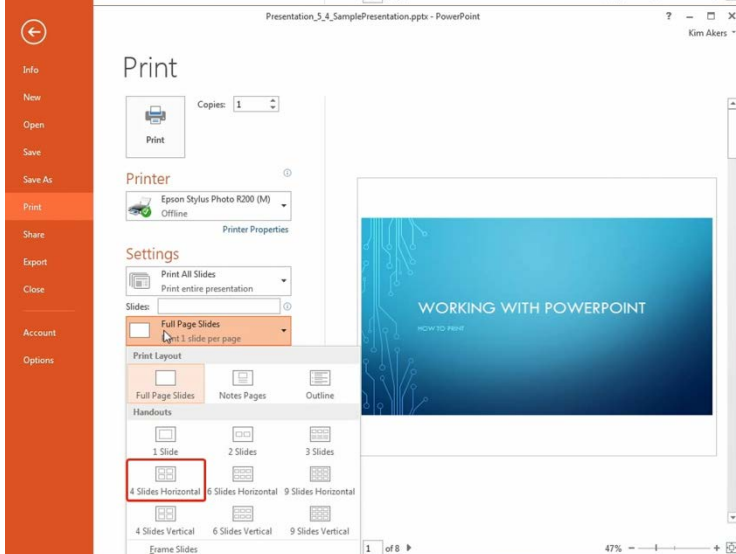 Presentation_5_4_SamplePresentation.pptx - PowerPoint
?
Kim Akers
Info
New
Open
Save
Save As
Print
Share
Export
Close
Account
Options
Print
Copies: 1
Print
Printer
Epson Stylus Photo R200 (M)
Offline
Printer Properties
Settings
Print All Slides
Print entire presentation
Slides:
Full Page Slides
Print 1 slide per page
Print Layout
Full Page Slides Notes Pages Outline
Handouts
1 Slide 2 Slides 3 Slides
4 Slides Horizontal 6 Slides Horizontal 9 Slides Horizontal
4 Slides Vertical 6 Slides Vertical 9 Slides Vertical
Frame Slides
WORKING WITH POWERPOINT
HOW TO PRINT
1 of 8
47%